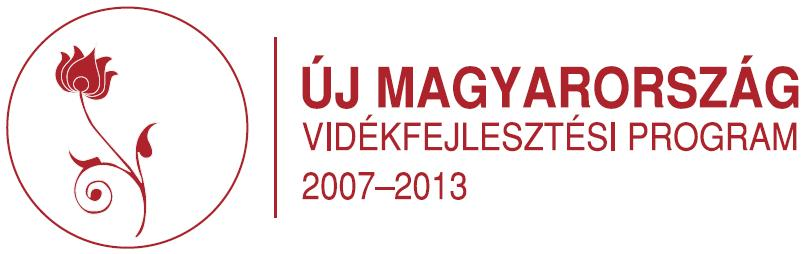 ÚJ MAGYARORSZÁG
VIDÉKFEJLESZTÉSI PROGRAM
2007–2013